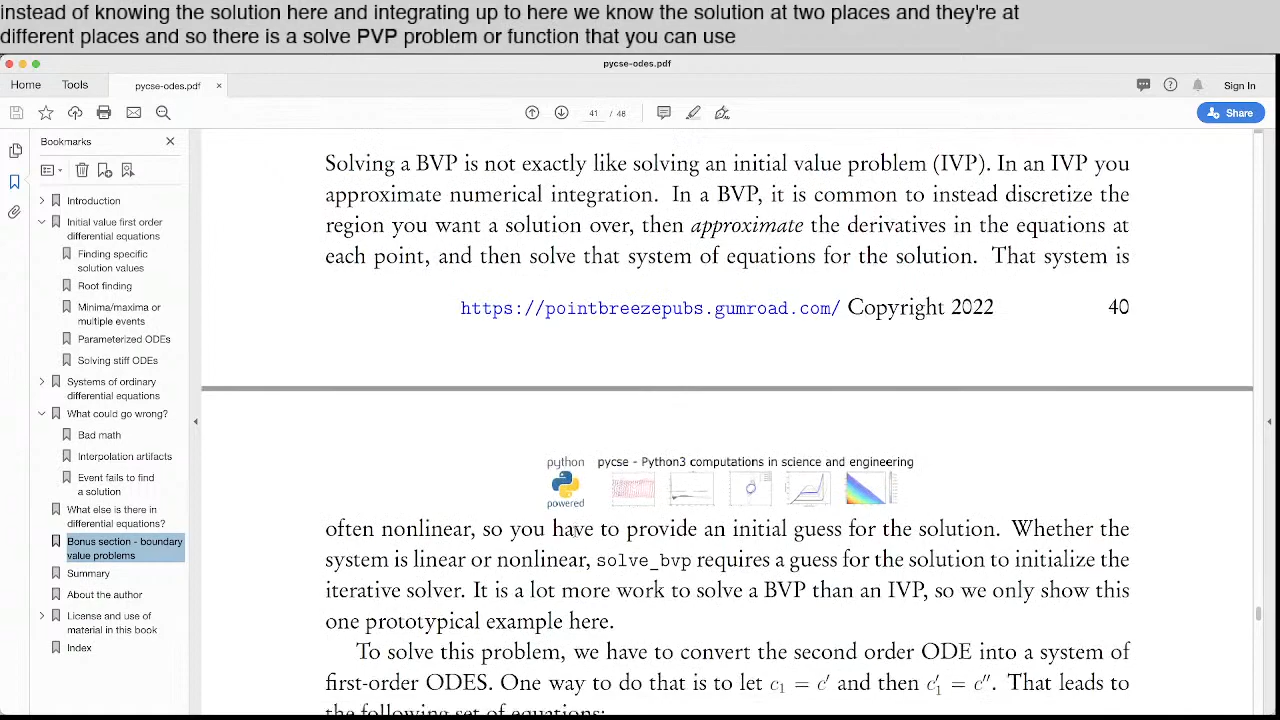 instead of knowing the solution here and integrating up to here we know the solution at two places and they're at
different places and so there is a solve PVP problem or function that you can use
pycse-odes.pdf
Home
Tools
pycse-odes.pdf
Sign In
41 / 48
Share
Bookmarks
Introduction
Initial value first order
differential equations
Finding specific
solution values
Root finding
Minima/maxima or
multiple events
Parameterized ODEs
Solving stiff ODEs
Systems of ordinary
differential equations
What could go wrong?
Bad math
Interpolation artifacts
Event fails to find
a solution
What else is there in
differential equations?
Bonus section - boundary
value problems
Summary
About the author
License and use of
material in this book
Index
Solving a BVP is not exactly like solving an initial value problem (IVP). In an IVP you
approximate numerical integration. In a BVP, it is common to instead discretize the
region you want a solution over, then approximate the derivatives in the equations at
each point, and then solve that system of equations for the solution. That system is
https://pointbreezepubs.gumroad.com/ Copyright 2022 40
python
powered
pycse - Python3 computations in science and engineering
often nonlinear, so you have to provide an initial guess for the solution. Whether the
system is linear or nonlinear, solve_bvp requires a guess for the solution to initialize the
iterative solver. It is a lot more work to solve a BVP than an IVP, so we only show this
one prototypical example here.
To solve this problem, we have to convert the second order ODE into a system of
first-order ODES. One way to do that is to let c₁ = c′ and then c₁′ = c″. That leads to
the following set of equations: